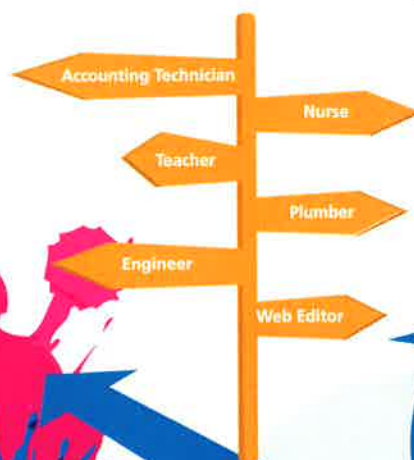 Accounting Technician
Nurse
Teacher
Plumber
Engineer
Web Editor